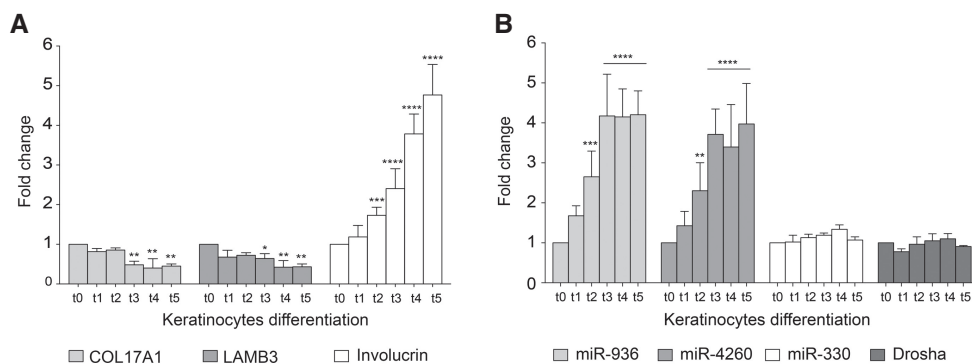 A
6
5
4
3
2
1
0
Fold change
** ** ** * ** ** *** **** **** ****
t0 t1 t2 t3 t4 t5 t0 t1 t2 t3 t4 t5 t0 t1 t2 t3 t4 t5
Keratinocytes differentiation
COL17A1 LAMB3 Involucrin
B
6
5
4
3
2
1
0
Fold change
*** **** ** ****
t0 t1 t2 t3 t4 t5 t0 t1 t2 t3 t4 t5 t0 t1 t2 t3 t4 t5 t0 t1 t2 t3 t4 t5
Keratinocytes differentiation
miR-936 miR-4260 miR-330 Drosha